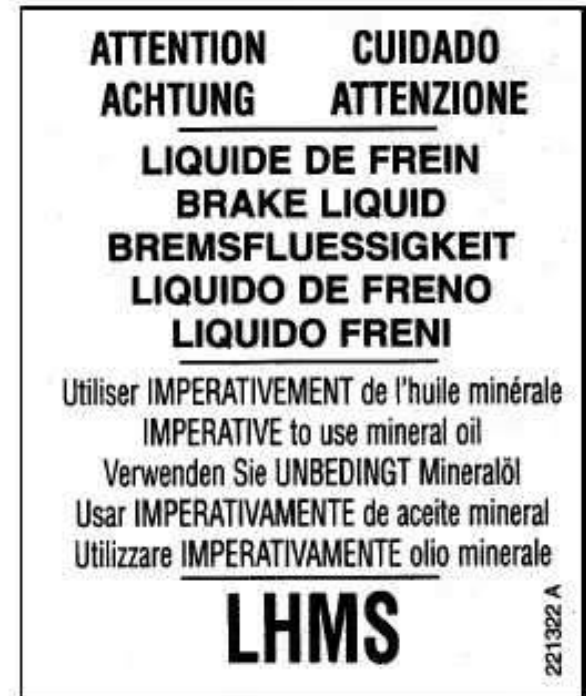 ATTENTION CUIDADO
ACHTUNG ATTENZIONE
LIQUIDE DE FREIN
BRAKE LIQUID
BREMSFLUESSIGKEIT
LIQUIDO DE FRENO
LIQUIDO FRENI
Utiliser IMPERATIVEMENT de l'huile minérale
IMPERATIVE to use mineral oil
Verwenden Sie UNBEDINGT Mineralöl
Usar IMPERATIVAMENTE de aceite mineral
Utilizzare IMPERATIVAMENTE olio minerale
LHMS
221322 A